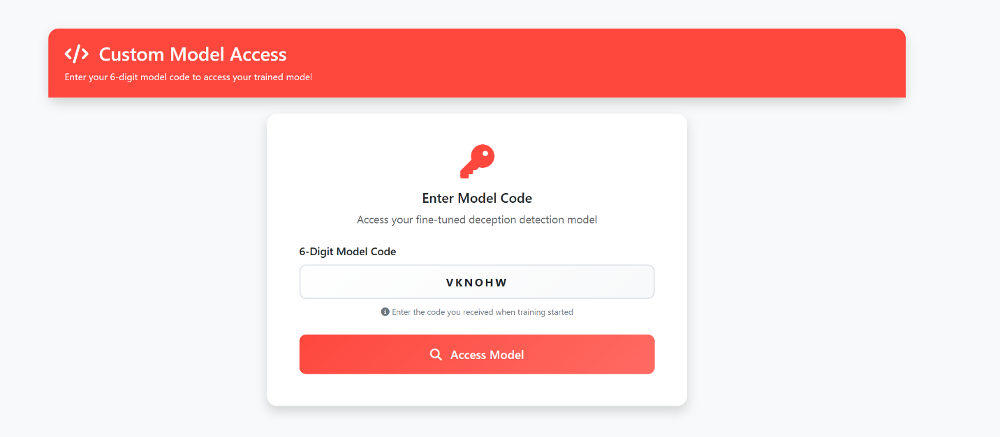 Custom Model Access
Enter your 6-digit model code to access your trained model
Enter Model Code
Access your fine-tuned deception detection model
6-Digit Model Code
VKNOHW
Enter the code you received when training started
Access Model